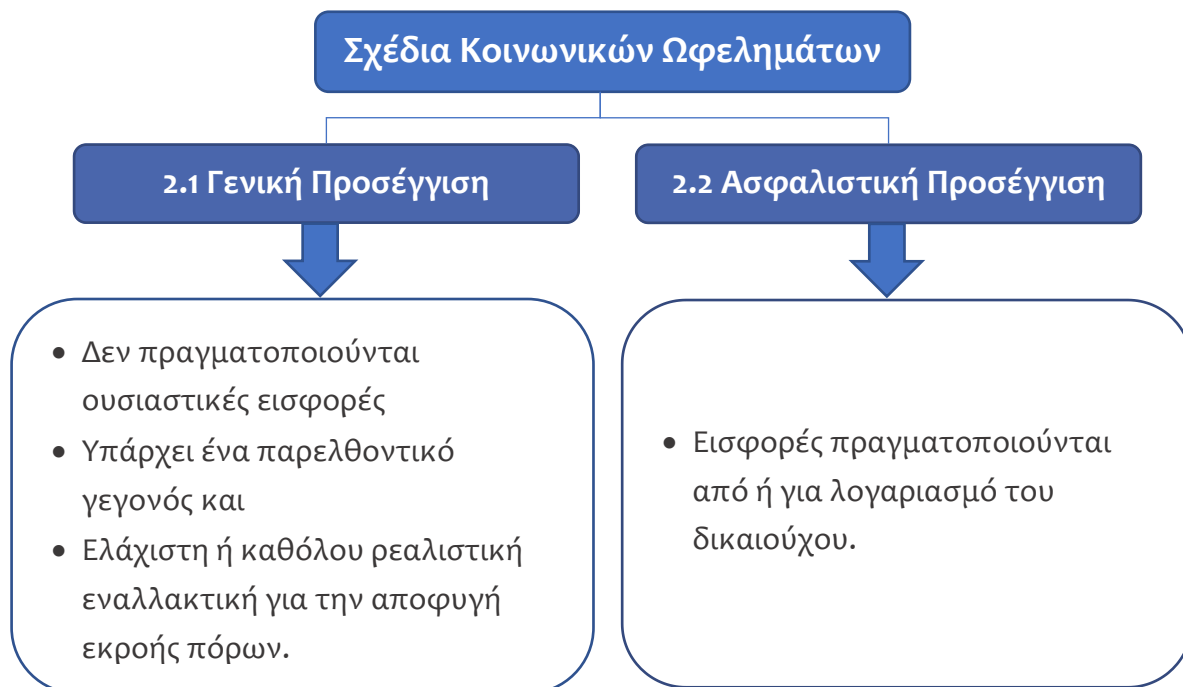 Σχέδια Κοινωνικών Ωφελημάτων
2.1 Γενική Προσέγγιση
2.2 Ασφαλιστική Προσέγγιση
• Δεν πραγματοποιούνται
ουσιαστικές εισφορές
• Υπάρχει ένα παρελθοντικό
γεγονός και
• Ελάχιστη ή καθόλου ρεαλιστική
εναλλακτική για την αποφυγή
εκροής πόρων.
• Εισφορές πραγματοποιούνται
από ή για λογαριασμό του
δικαιούχου.